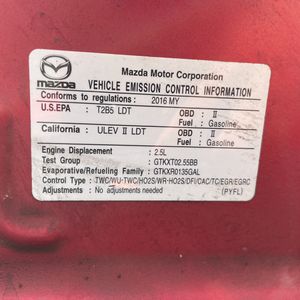 Mazda Motor Corporation
mazda VEHICLE EMISSION CONTROL INFORMATION
Conforms to regulations: 2016 MY
U.S.EPA : T2B5 LDT OBD : II
Fuel : Gasoline
California : ULEV II LDT OBD : II
Fuel : Gasoline
Engine Displacement : 2.5L
Test Group : GTKXT02.55BB
Evaporative/Refueling Family : GTKXR0135GAL
Control Type : TWC/WU-TWC/HO2S/WR-HO2S/DFI/CAC/TC/EGR/EGRC
Adjustments : No adjustments needed (PYFL)